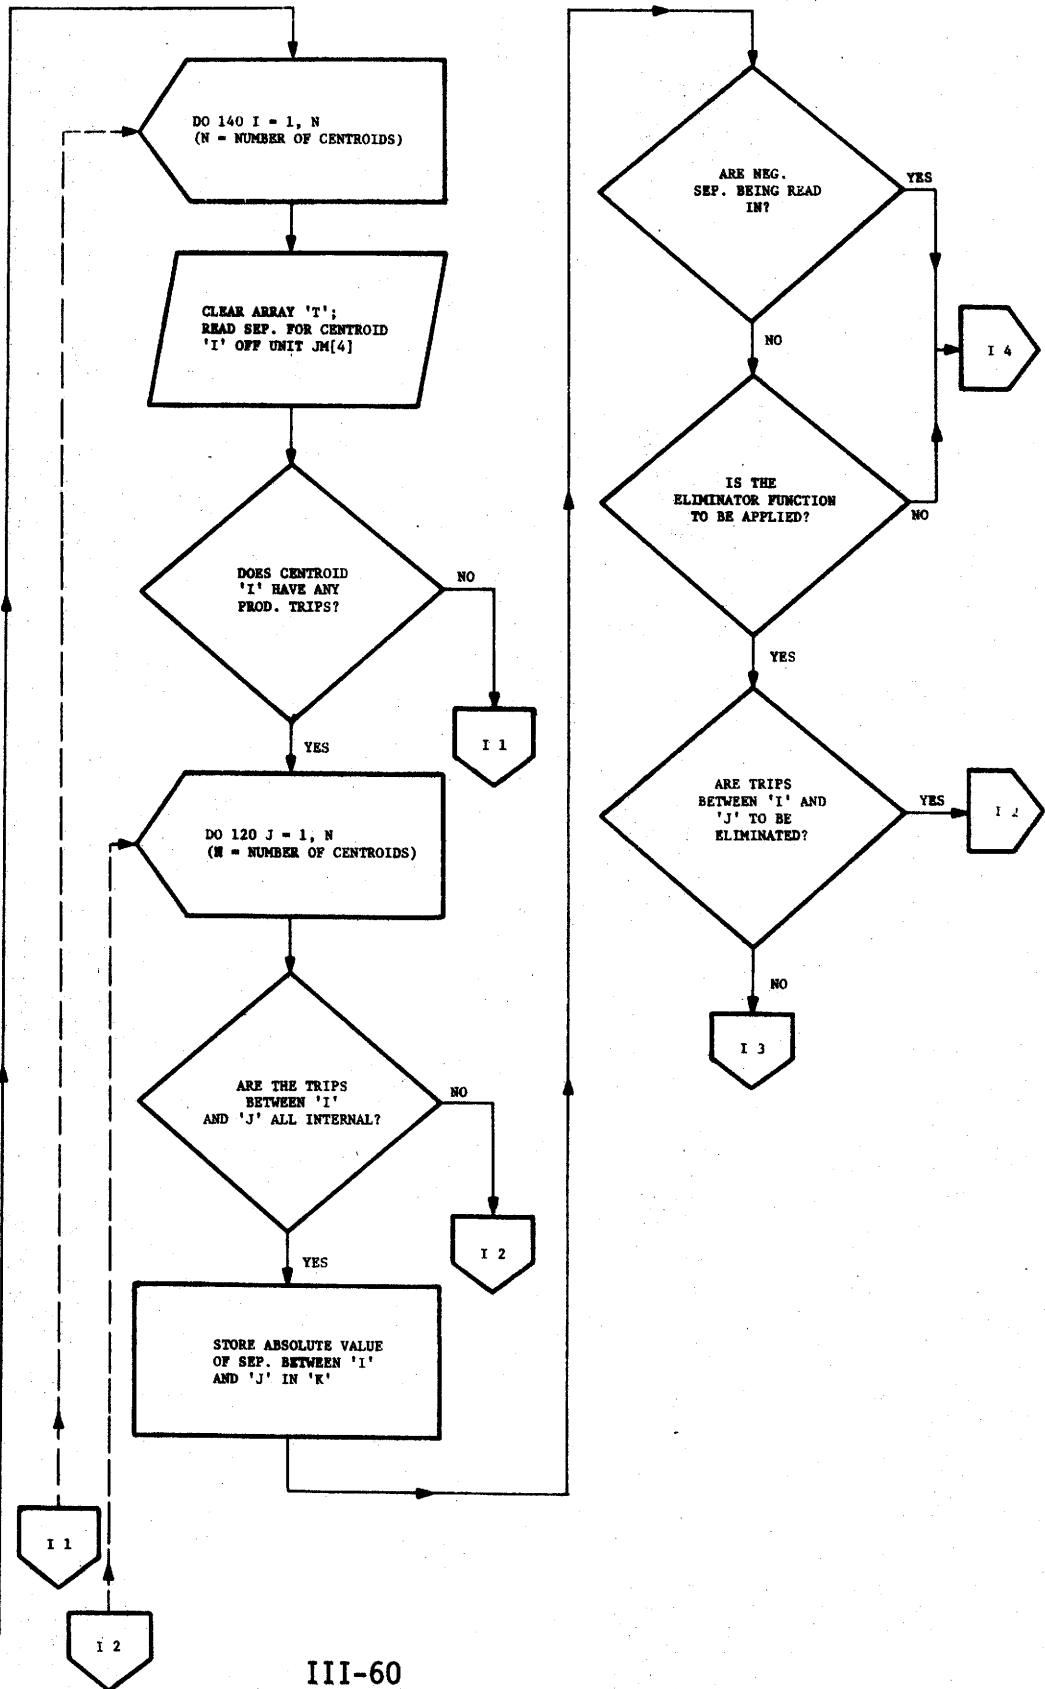 DO 140 I = 1, N
(N = NUMBER OF CENTROIDS)
CLEAR ARRAY 'T';
READ SEP. FOR CENTROID
'I' OFF UNIT JM[4]
DOES CENTROID
'I' HAVE ANY
PROD. TRIPS?
NO
I 1
YES
DO 120 J = 1, N
(N = NUMBER OF CENTROIDS)
ARE THE TRIPS
BETWEEN 'I'
AND 'J' ALL INTERNAL?
NO
I 2
YES
STORE ABSOLUTE VALUE
OF SEP. BETWEEN 'I'
AND 'J' IN 'K'
I 1
I 2
ARE NEG.
SEP. BEING READ
IN?
YES
NO
I 4
IS THE
ELIMINATOR FUNCTION
TO BE APPLIED?
NO
YES
ARE TRIPS
BETWEEN 'I' AND
'J' TO BE
ELIMINATED?
YES
I 2
NO
I 3
III-60